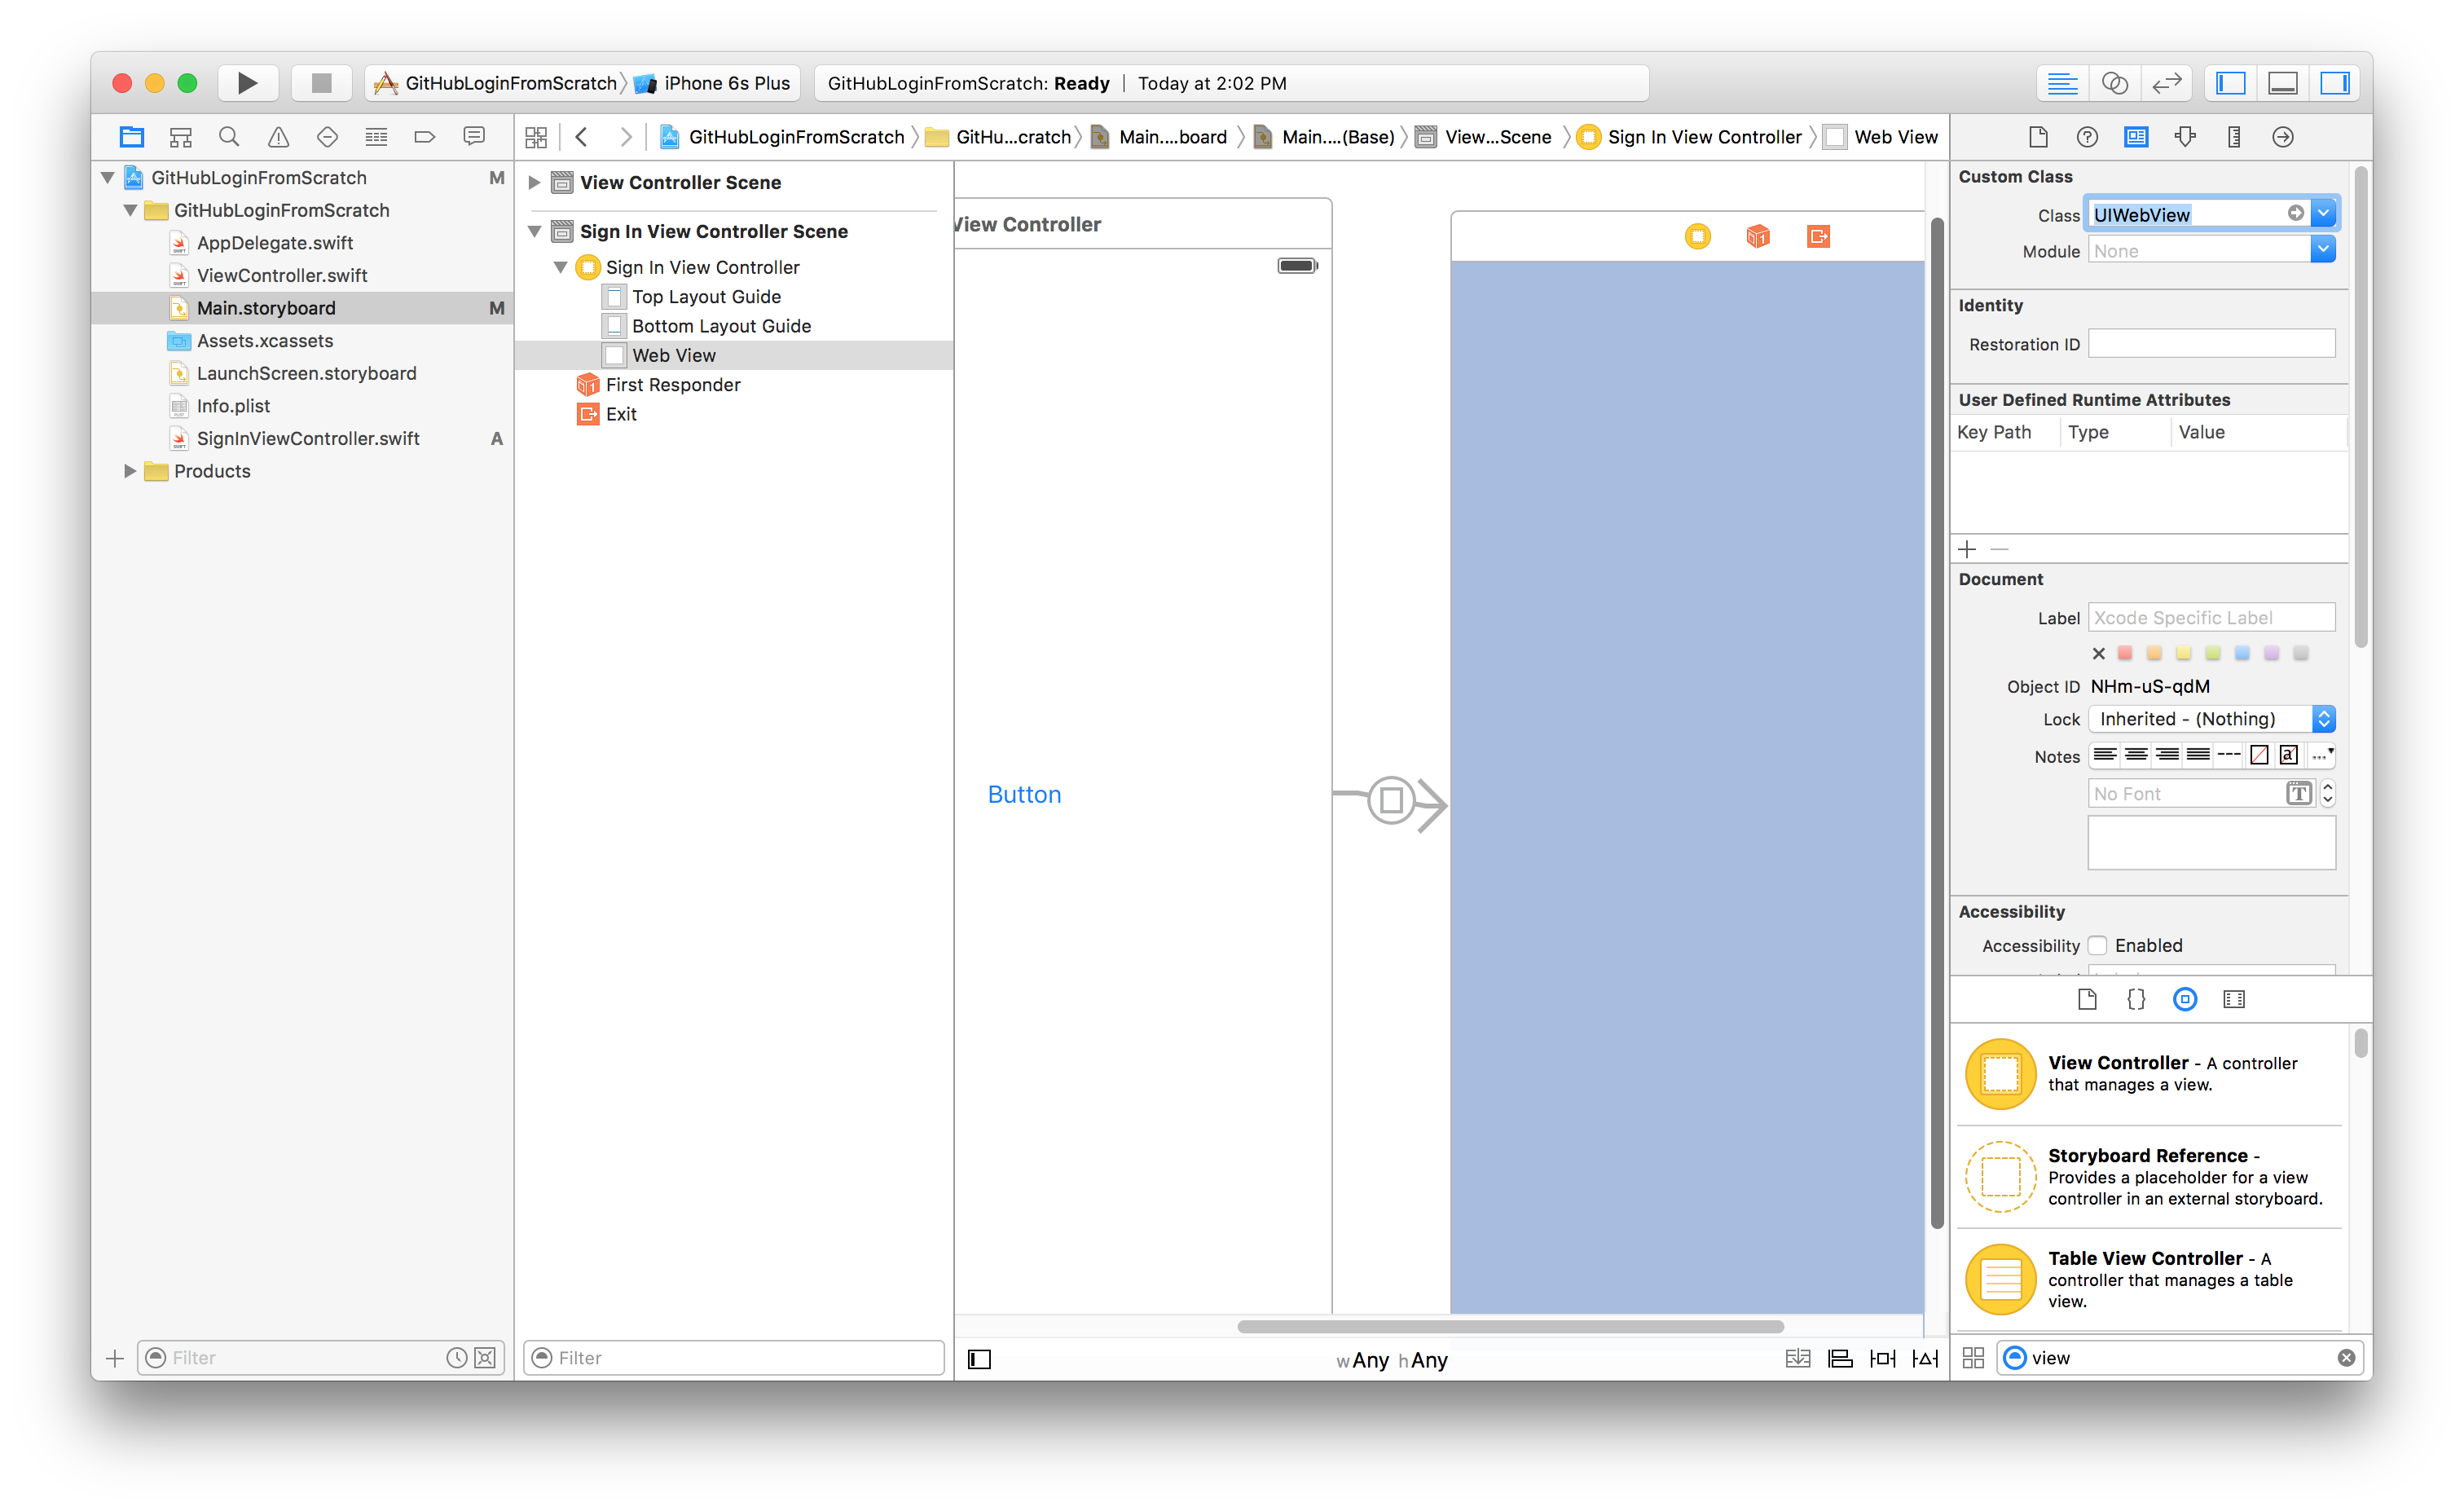 GitHubLoginFromScratch iPhone 6s Plus
GitHubLoginFromScratch: Ready | Today at 2:02 PM
GitHubLoginFromScratch GitHu...cratch Main....board Main....(Base) View...Scene Sign In View Controller Web View
GitHubLoginFromScratch M
GitHubLoginFromScratch
AppDelegate.swift
ViewController.swift
Main.storyboard M
Assets.xcassets
LaunchScreen.storyboard
Info.plist
SignInViewController.swift A
Products
Filter
View Controller Scene
Sign In View Controller Scene
Sign In View Controller
Top Layout Guide
Bottom Layout Guide
Web View
First Responder
Exit
Filter
View Controller
Button
wAny hAny
Custom Class
Class UIWebView
Module None
Identity
Restoration ID
User Defined Runtime Attributes
Key Path Type Value
Document
Label Xcode Specific Label
Object ID NHm-uS-qdM
Lock Inherited - (Nothing)
Notes
No Font
Accessibility
Accessibility Enabled
View Controller - A controller
that manages a view.
Storyboard Reference -
Provides a placeholder for a view
controller in an external storyboard.
Table View Controller - A
controller that manages a table
view.
view